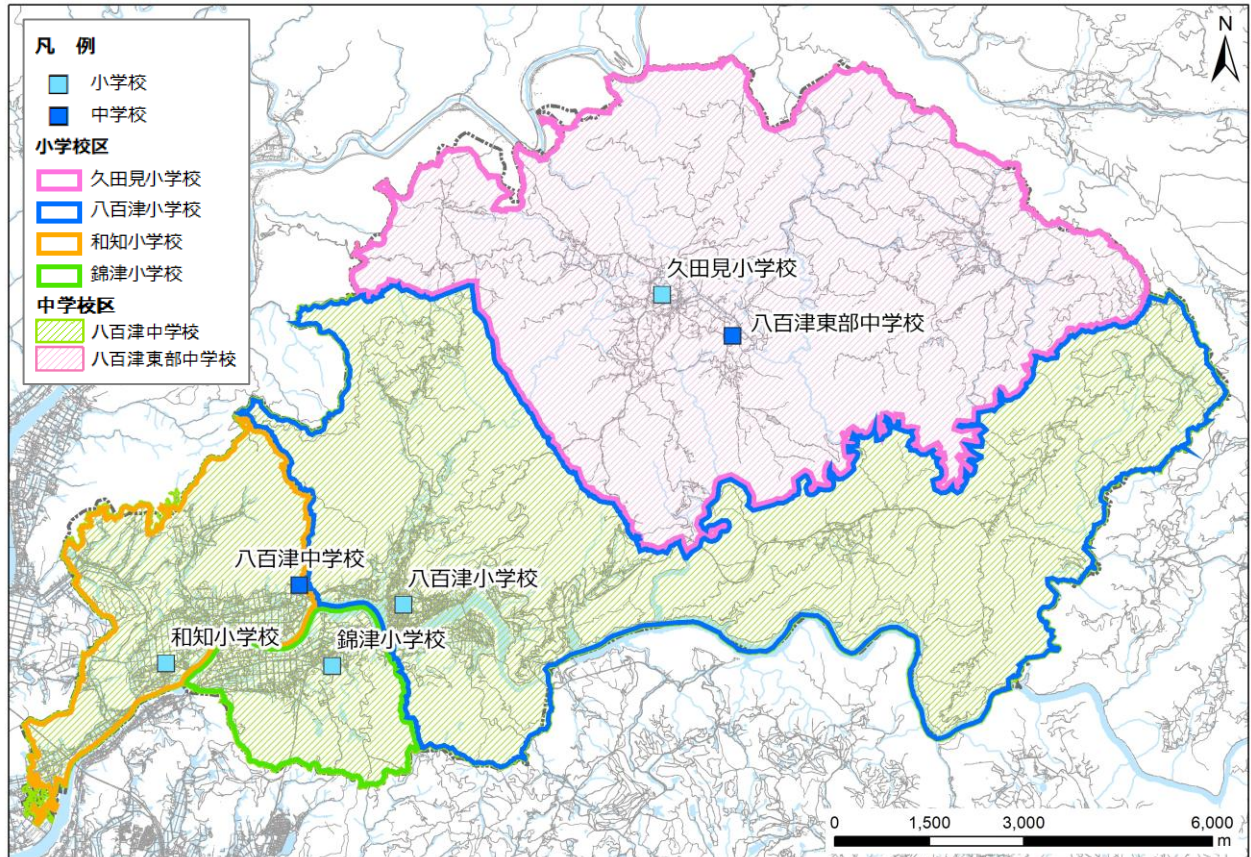 凡 例
小学校
中学校
小学校区
久田見小学校
八百津小学校
和知小学校
錦津小学校
中学校区
八百津中学校
八百津東部中学校
N
久田見小学校
八百津東部中学校
八百津中学校
八百津小学校
和知小学校
錦津小学校
0 1,500 3,000 6,000
m